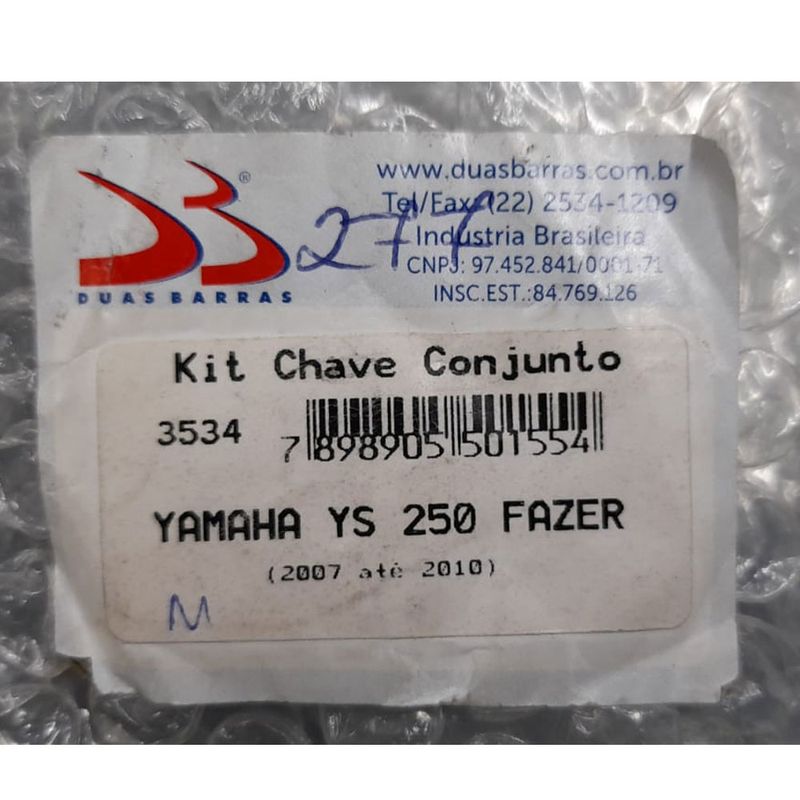 www.duasbarras.com.br
Tel/Fax: (22) 2534-1209
Indústria Brasileira
CNPJ: 97.452.841/0001-71
INSC.EST.:84.769.126
DB®
DUAS BARRAS
277
Kit Chave Conjunto
3534
7 898905 501554
YAMAHA YS 250 FAZER
(2007 até 2010)
M